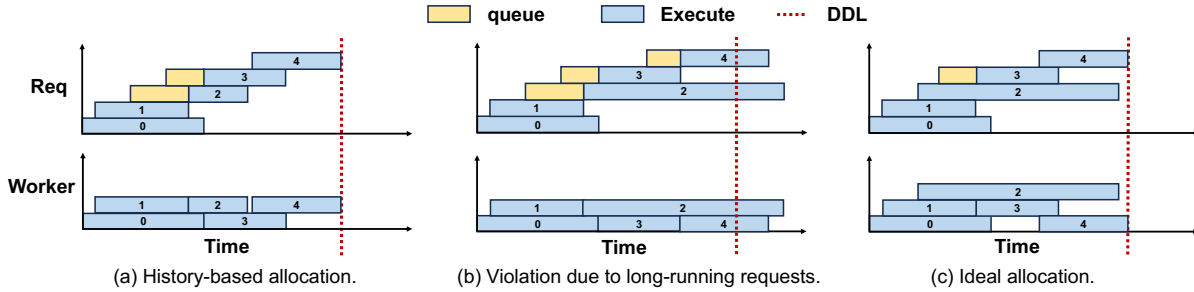 queue Execute DDL
Req
4
3
2
1
0
Worker
1 2 4
0 3
Time
(a) History-based allocation.
4
3
2
1
0
1 2
0 3 4
Time
(b) Violation due to long-running requests.
4
3
2
1
0
2
1 3
0 4
Time
(c) Ideal allocation.